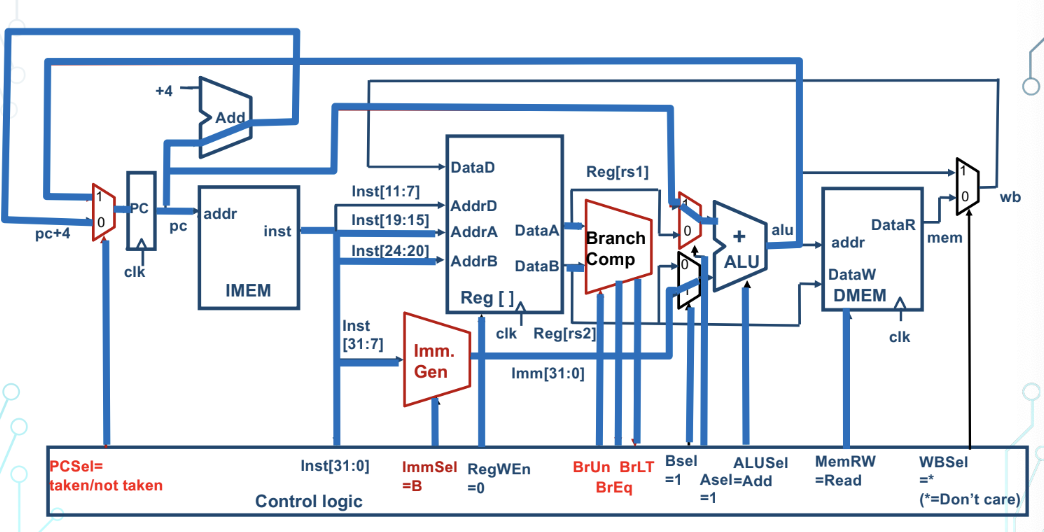 +4
Add
1
0
pc+4
PC
clk
pc
addr
inst
IMEM
Inst[11:7]
Inst[19:15]
Inst[24:20]
DataD
AddrD
AddrA
AddrB
DataA
DataB
Reg [ ]
clk
Inst
[31:7]
Imm.
Gen
Imm[31:0]
Reg[rs1]
Reg[rs2]
Branch
Comp
1
0
0
1
+
ALU
alu
addr
DataR
DataW
DMEM
clk
mem
1
0
wb
PCSel=
taken/not taken
Inst[31:0]
ImmSel
=B
RegWEn
=0
BrUn BrLT
BrEq
Bsel
=1
Asel
=1
ALUSel
=Add
MemRW
=Read
WBSel
=*
(*=Don't care)
Control logic